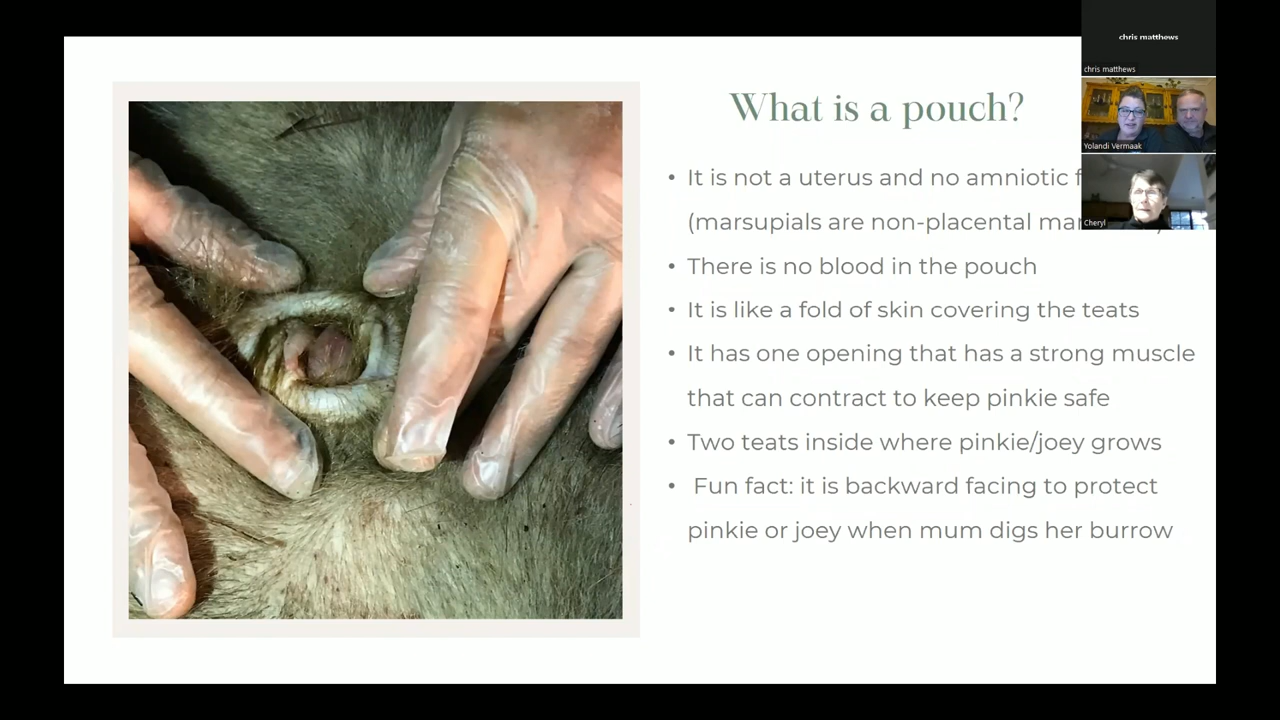 chris matthews
chris matthews
What is a pouch?
Yolandi Vermaak
• It is not a uterus and no amniotic
Cheryl
(marsupials are non-placental
• There is no blood in the pouch
• It is like a fold of skin covering the teats
• It has one opening that has a strong muscle
that can contract to keep pinkie safe
• Two teats inside where pinkie/joey grows
• Fun fact: it is backward facing to protect
pinkie or joey when mum digs her burrow